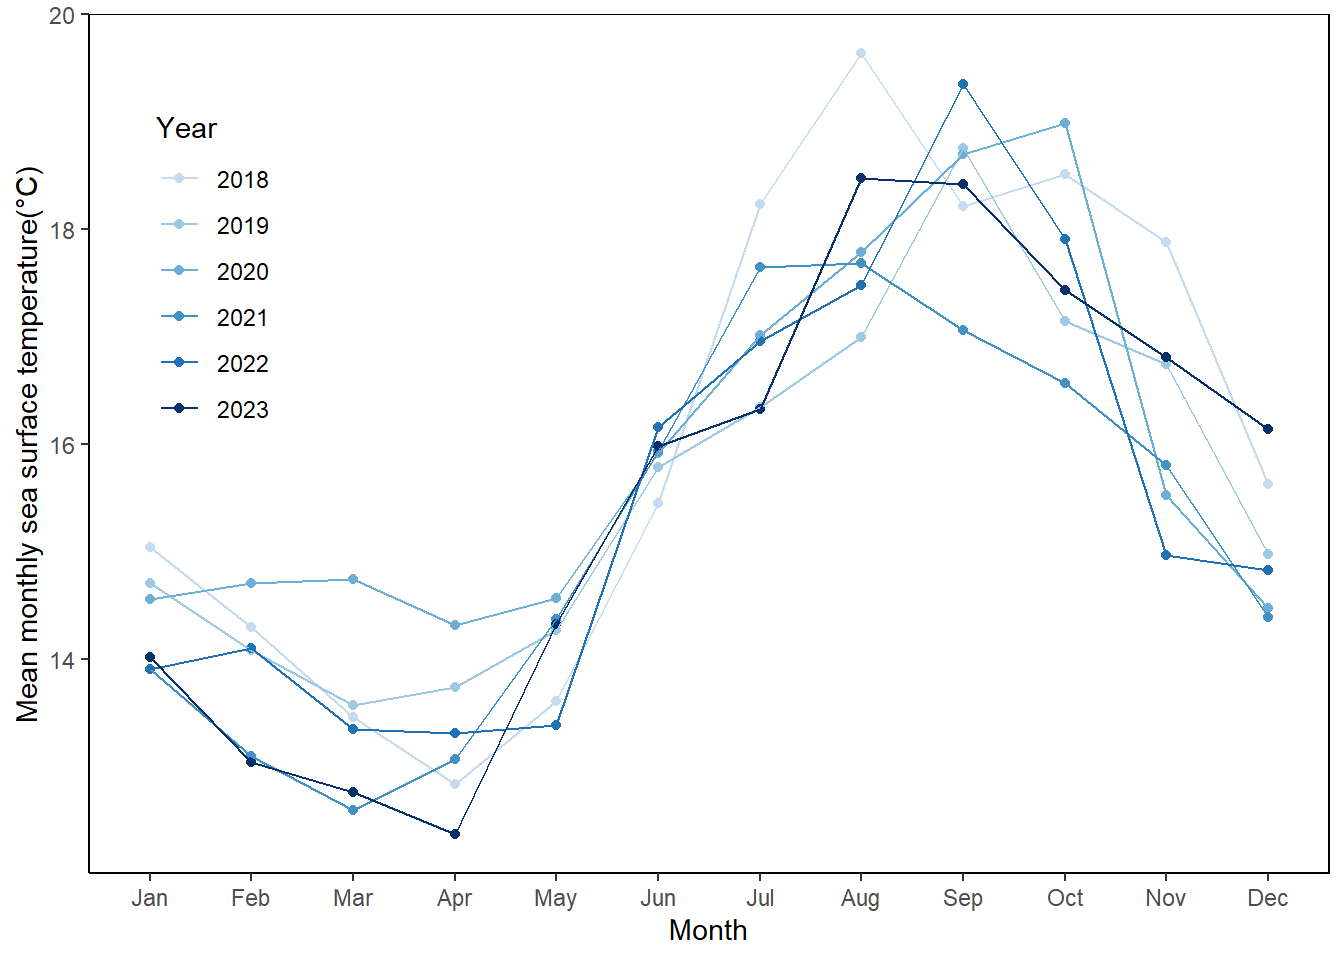 20
18
16
14
Mean monthly sea surface temperature(°C)
Year
2018
2019
2020
2021
2022
2023
Jan Feb Mar Apr May Jun Jul Aug Sep Oct Nov Dec
Month